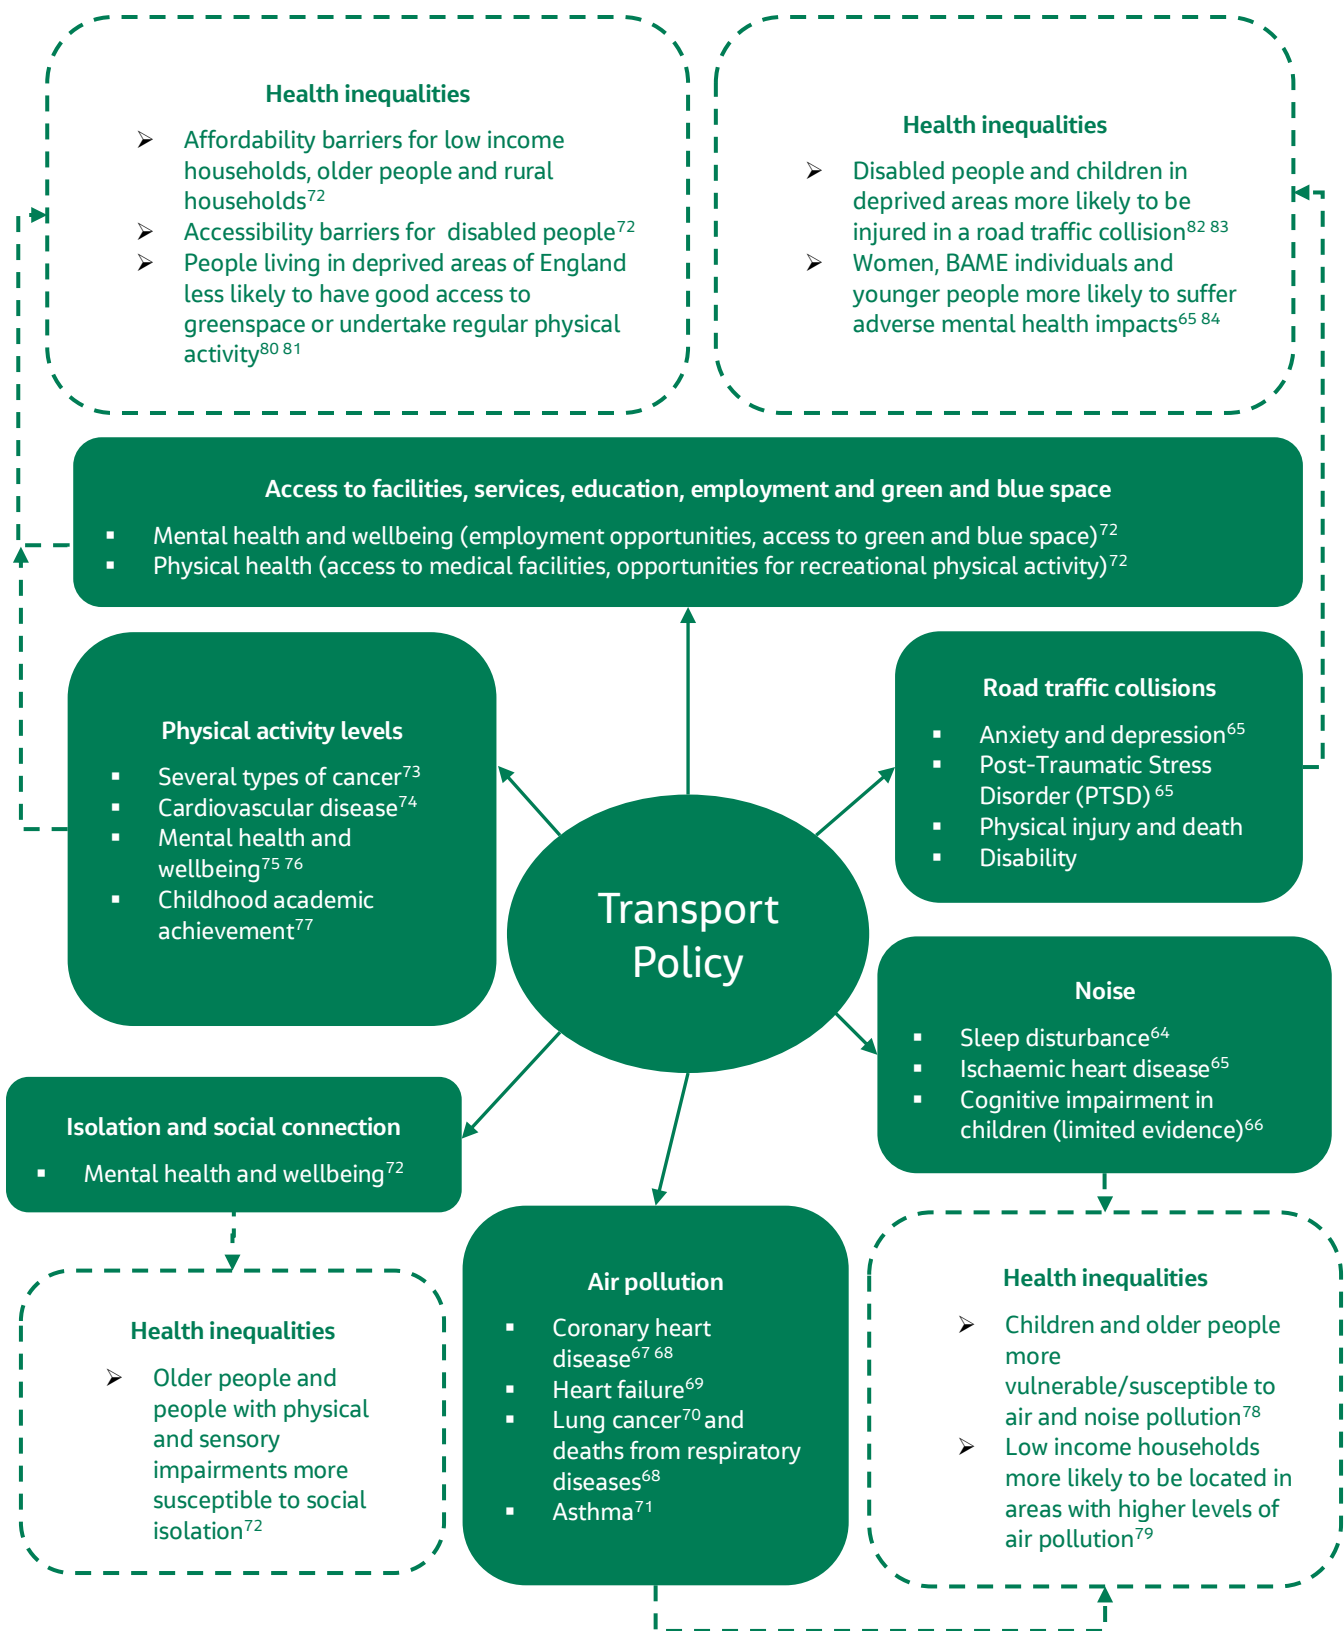 Health inequalities
➢ Affordability barriers for low income
households, older people and rural
households72
➢ Accessibility barriers for disabled people72
➢ People living in deprived areas of England
less likely to have good access to
greenspace or undertake regular physical
activity80 81
Health inequalities
➢ Disabled people and children in
deprived areas more likely to be
injured in a road traffic collision82 83
➢ Women, BAME individuals and
younger people more likely to suffer
adverse mental health impacts65 84
Access to facilities, services, education, employment and green and blue space
▪ Mental health and wellbeing (employment opportunities, access to green and blue space)72
▪ Physical health (access to medical facilities, opportunities for recreational physical activity)72
Physical activity levels
▪ Several types of cancer73
▪ Cardiovascular disease74
▪ Mental health and
wellbeing75 76
▪ Childhood academic
achievement77
Road traffic collisions
▪ Anxiety and depression65
▪ Post-Traumatic Stress
Disorder (PTSD) 65
▪ Physical injury and death
▪ Disability
Transport
Policy
Noise
▪ Sleep disturbance64
▪ Ischaemic heart disease65
▪ Cognitive impairment in
children (limited evidence)66
Isolation and social connection
▪ Mental health and wellbeing72
Air pollution
▪ Coronary heart
disease67 68
▪ Heart failure69
▪ Lung cancer70 and
deaths from respiratory
diseases68
▪ Asthma71
Health inequalities
➢ Older people and
people with physical
and sensory
impairments more
susceptible to social
isolation72
Health inequalities
➢ Children and older people
more
vulnerable/susceptible to
air and noise pollution78
➢ Low income households
more likely to be located in
areas with higher levels of
air pollution79